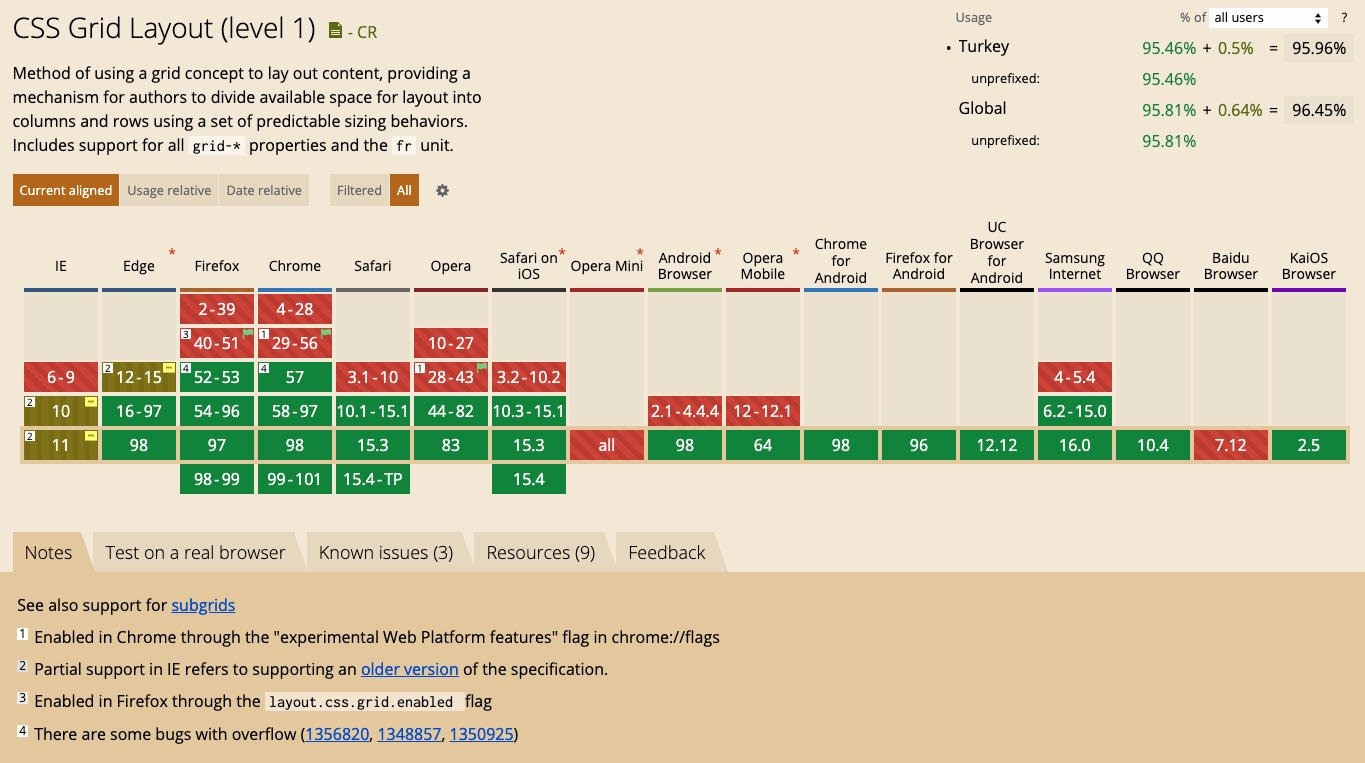 CSS Grid Layout (level 1) - CR
Method of using a grid concept to lay out content, providing a
mechanism for authors to divide available space for layout into
columns and rows using a set of predictable sizing behaviors.
Includes support for all grid-* properties and the fr unit.
Usage % of all users ?
• Turkey 95.46% + 0.5% = 95.96%
unprefixed: 95.46%
Global 95.81% + 0.64% = 96.45%
unprefixed: 95.81%
Current aligned Usage relative Date relative Filtered All
IE Edge * Firefox Chrome Safari Opera Safari on iOS * Opera Mini * Android Browser * Opera Mobile * Chrome for Android Firefox for Android UC Browser for Android Samsung Internet QQ Browser Baidu Browser KaiOS Browser
2-39 4-28
3 40-51 1 29-56 10-27
6-9 2 12-15 4 52-53 4 57 3.1-10 1 28-43 3.2-10.2 4-5.4
2 10 16-97 54-96 58-97 10.1-15.1 44-82 10.3-15.1 2.1-4.4.4 12-12.1 6.2-15.0
2 11 98 97 98 15.3 83 15.3 all 98 64 98 96 12.12 16.0 10.4 7.12 2.5
98-99 99-101 15.4-TP 15.4
Notes Test on a real browser Known issues (3) Resources (9) Feedback
See also support for subgrids
1 Enabled in Chrome through the "experimental Web Platform features" flag in chrome://flags
2 Partial support in IE refers to supporting an older version of the specification.
3 Enabled in Firefox through the layout.css.grid.enabled flag
4 There are some bugs with overflow (1356820, 1348857, 1350925)